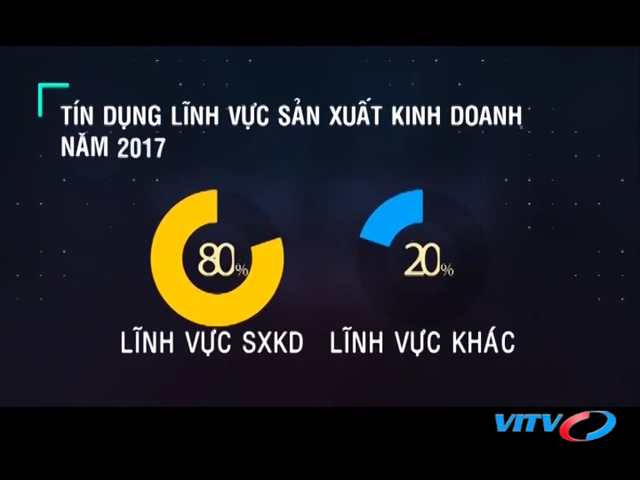 TÍN DỤNG LĨNH VỰC SẢN XUẤT KINH DOANH
NĂM 2017
80%
20%
LĨNH VỰC SXKD
LĨNH VỰC KHÁC
VITV